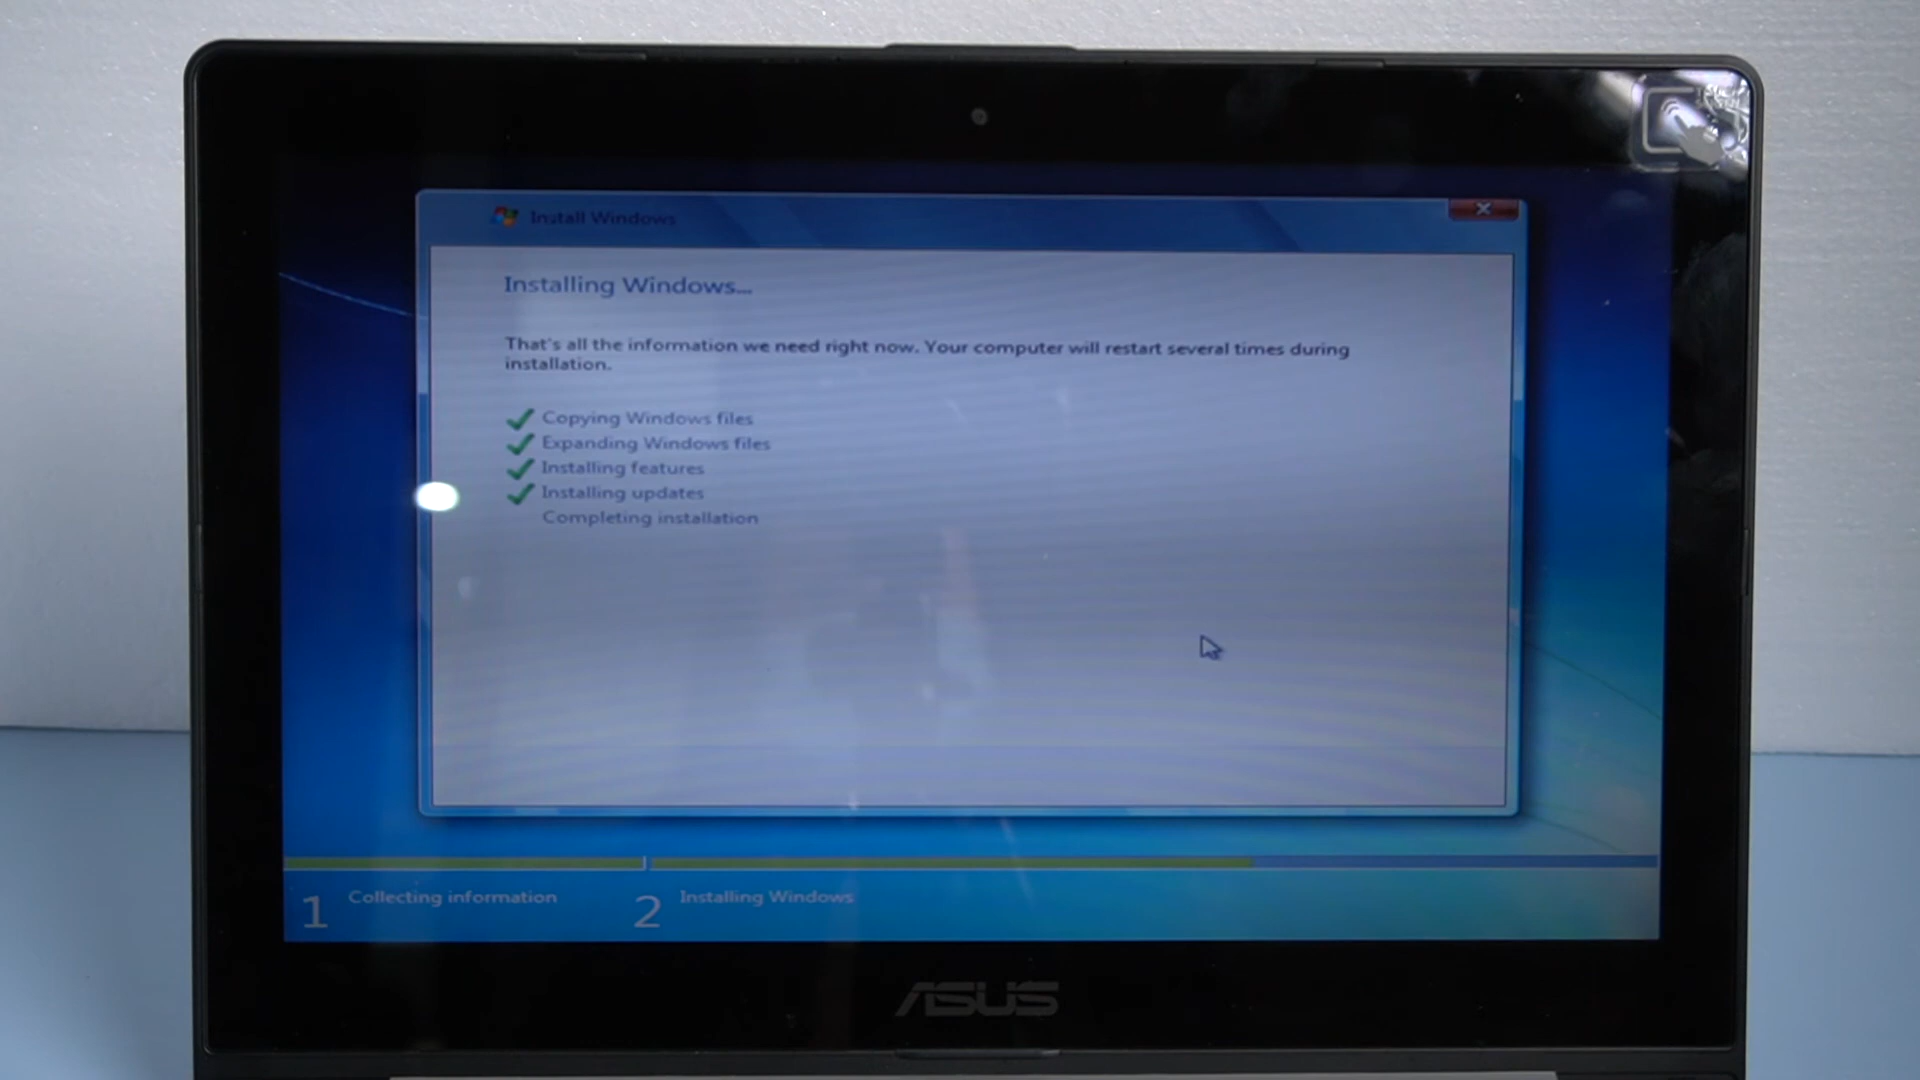 Install Windows
Installing Windows...
That's all the information we need right now. Your computer will restart several times during
installation.
Copying Windows files
Expanding Windows files
Installing features
Installing updates
Completing installation
1 Collecting information
2 Installing Windows
ASUS